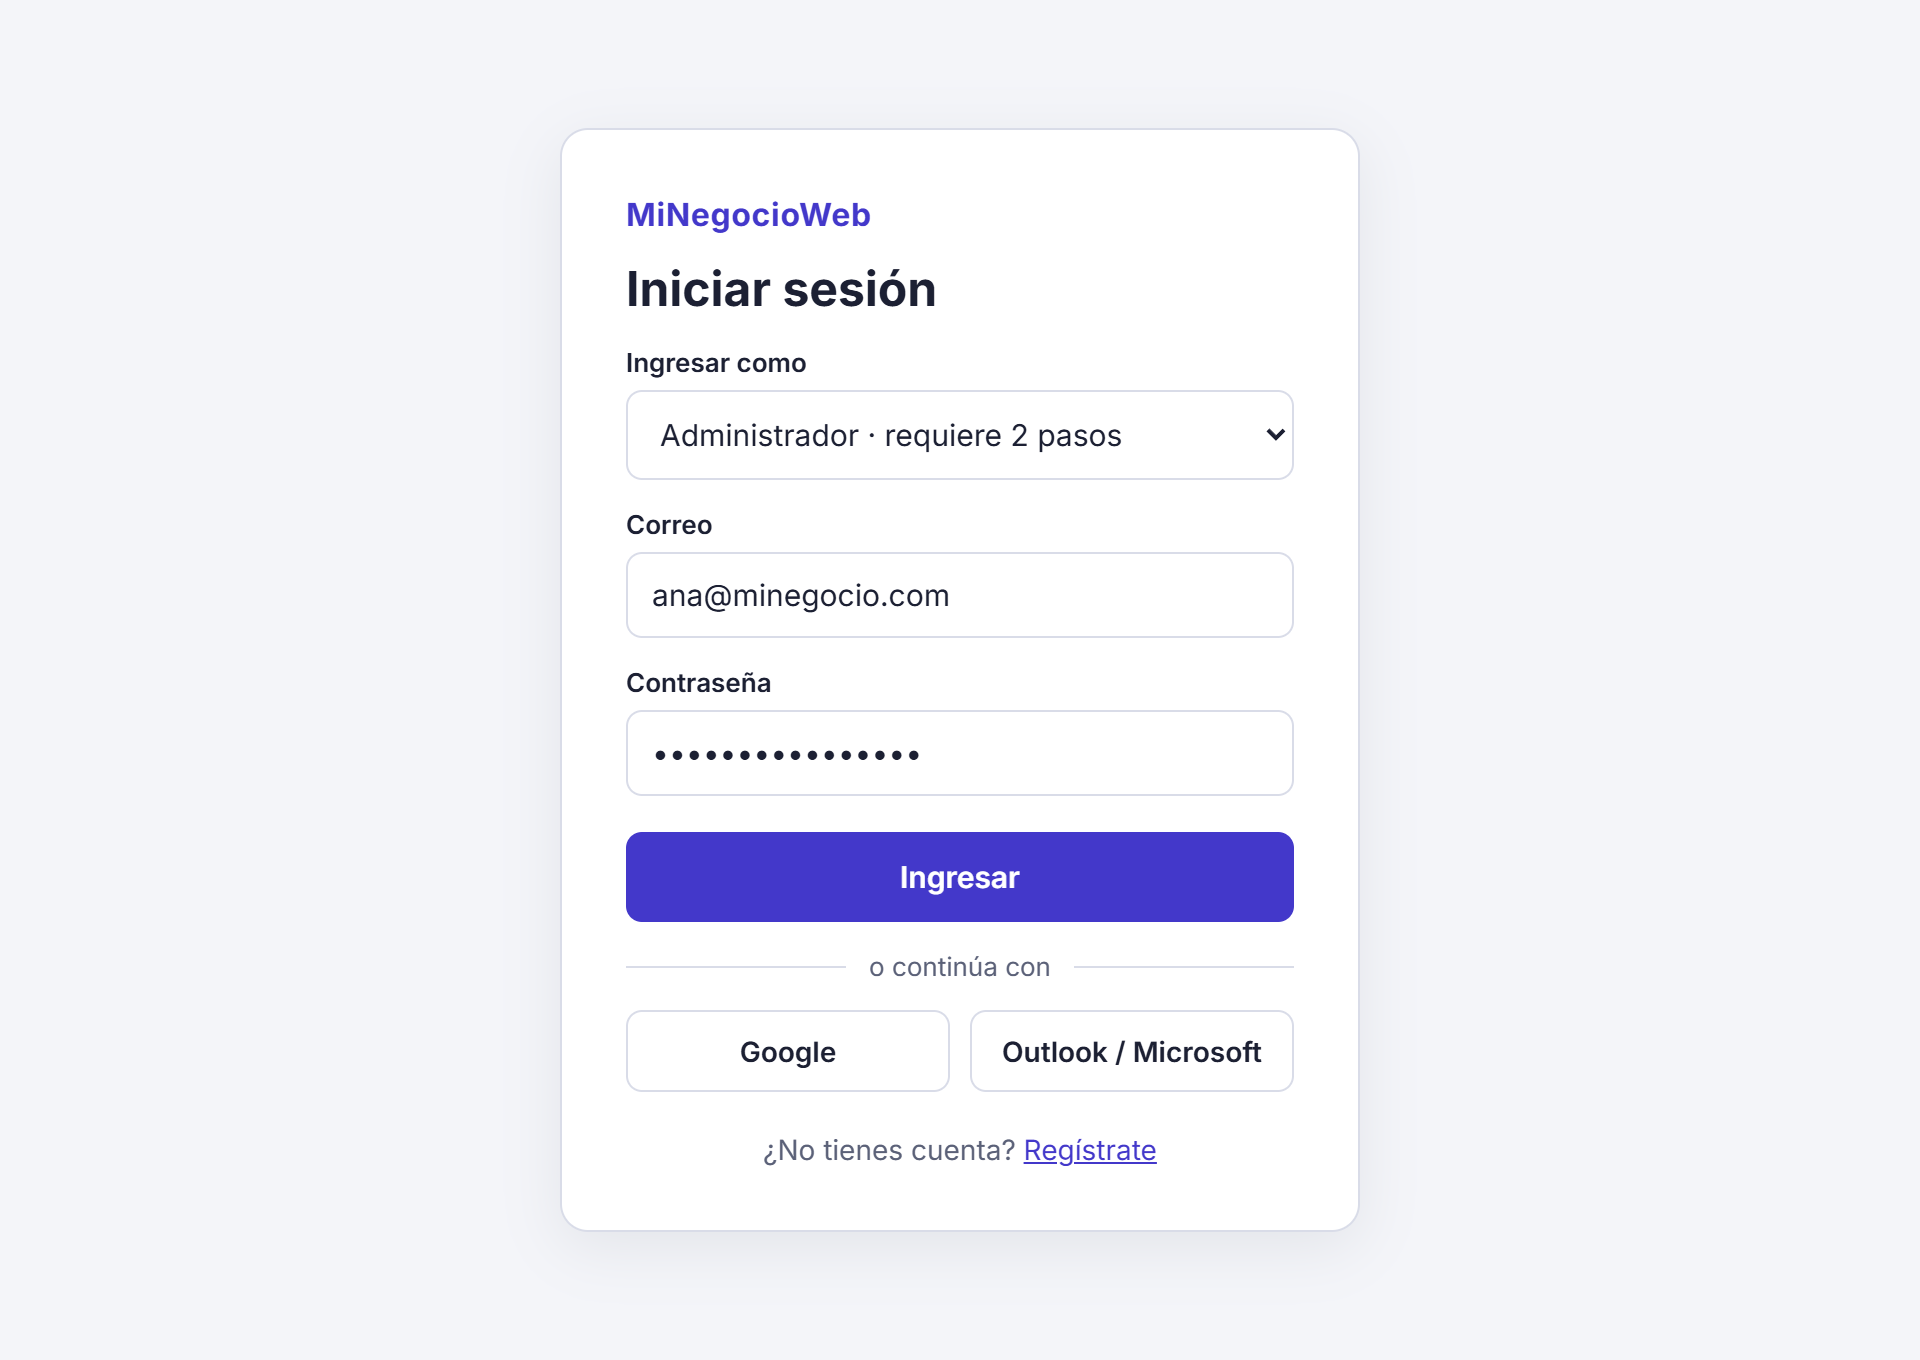 MiNegocioWeb
Iniciar sesión
Ingresar como
Administrador · requiere 2 pasos
Correo
ana@minegocio.com
Contraseña
••••••••••••••••
Ingresar
o continúa con
Google
Outlook / Microsoft
¿No tienes cuenta? Regístrate